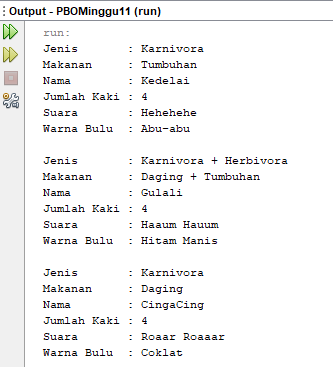 Output - PBOMinggu11 (run)
run:
Jenis : Karnivora
Makanan : Tumbuhan
Nama : Kedelai
Jumlah Kaki : 4
Suara : Hehehehe
Warna Bulu : Abu-abu
Jenis : Karnivora + Herbivora
Makanan : Daging + Tumbuhan
Nama : Gulali
Jumlah Kaki : 4
Suara : Haaum Hauum
Warna Bulu : Hitam Manis
Jenis : Karnivora
Makanan : Daging
Nama : CingaCing
Jumlah Kaki : 4
Suara : Roaar Roaaar
Warna Bulu : Coklat